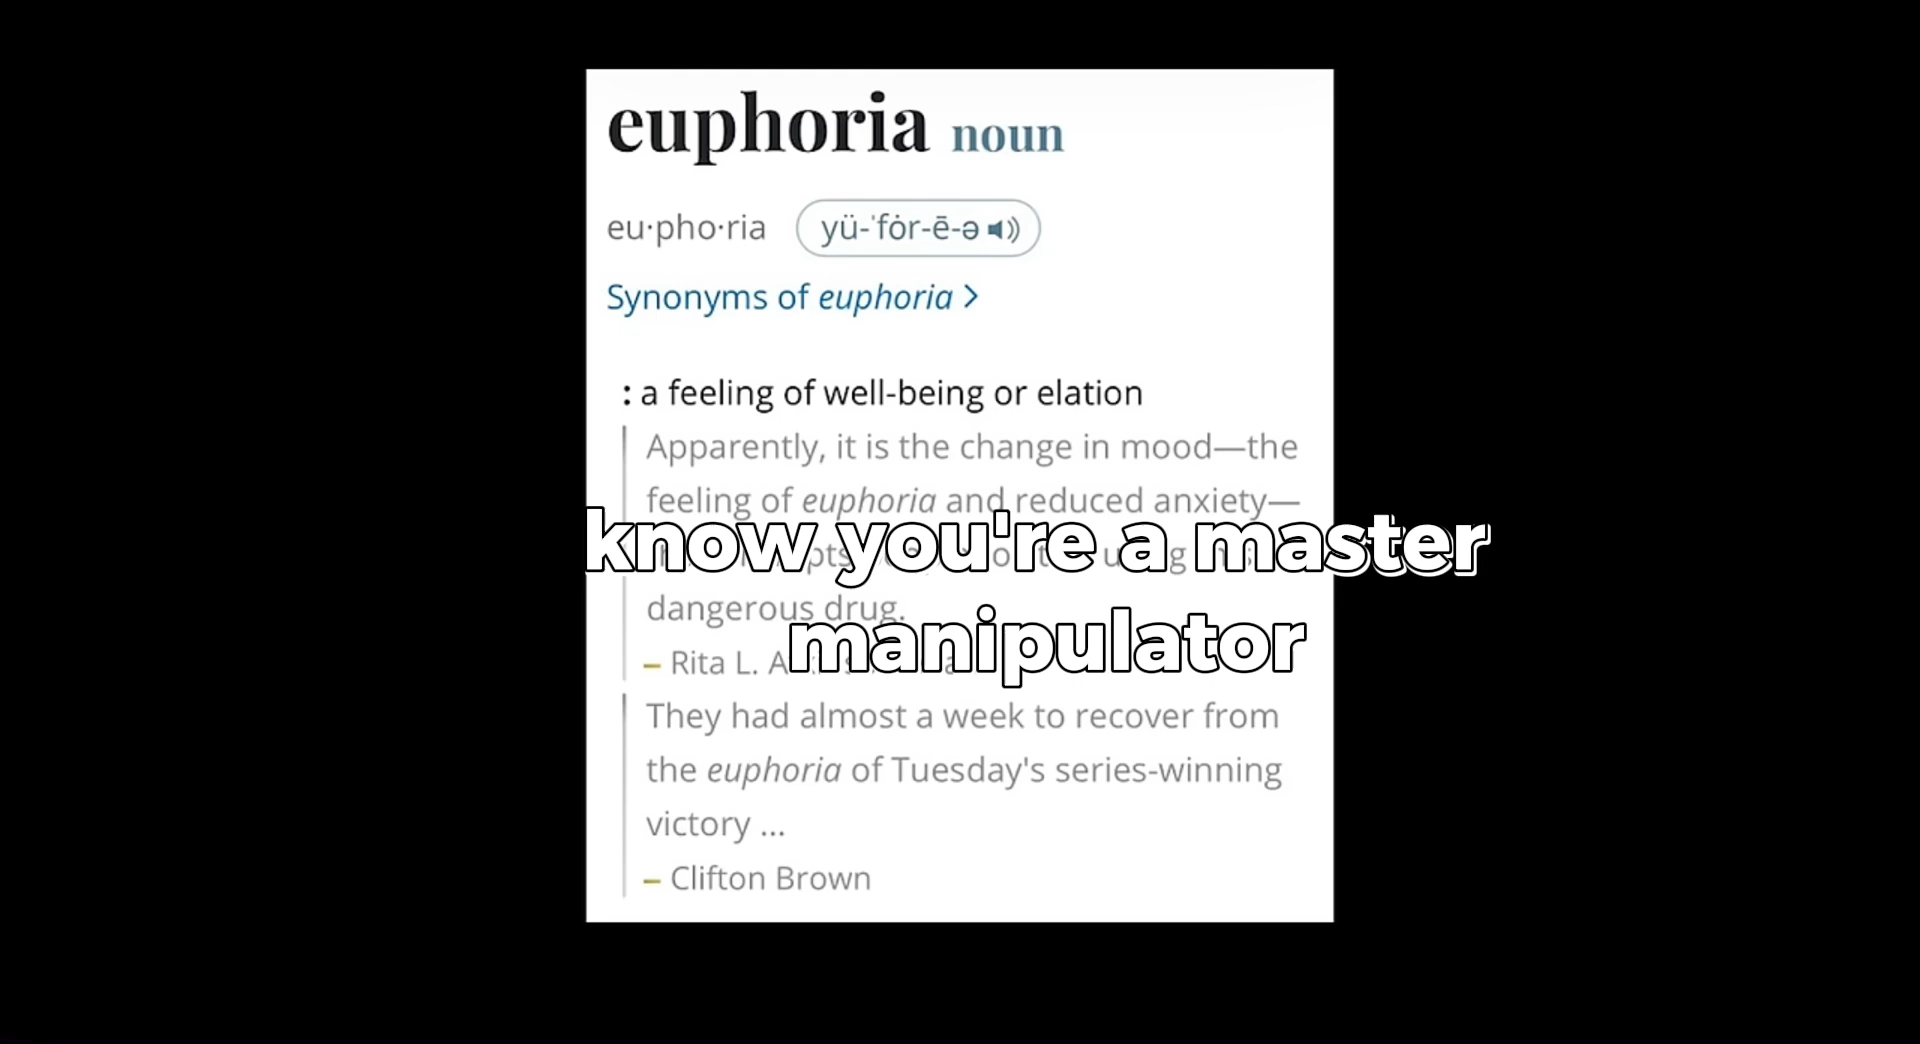 euphoria noun
eu·pho·ria yü-ˈfȯr-ē-ə
Synonyms of euphoria >
: a feeling of well-being or elation
Apparently, it is the change in mood—the
feeling of euphoria and reduced anxiety—
know you're a master
dangerous drug.
manipulator
– Rita L.
They had almost a week to recover from
the euphoria of Tuesday's series-winning
victory ...
– Clifton Brown